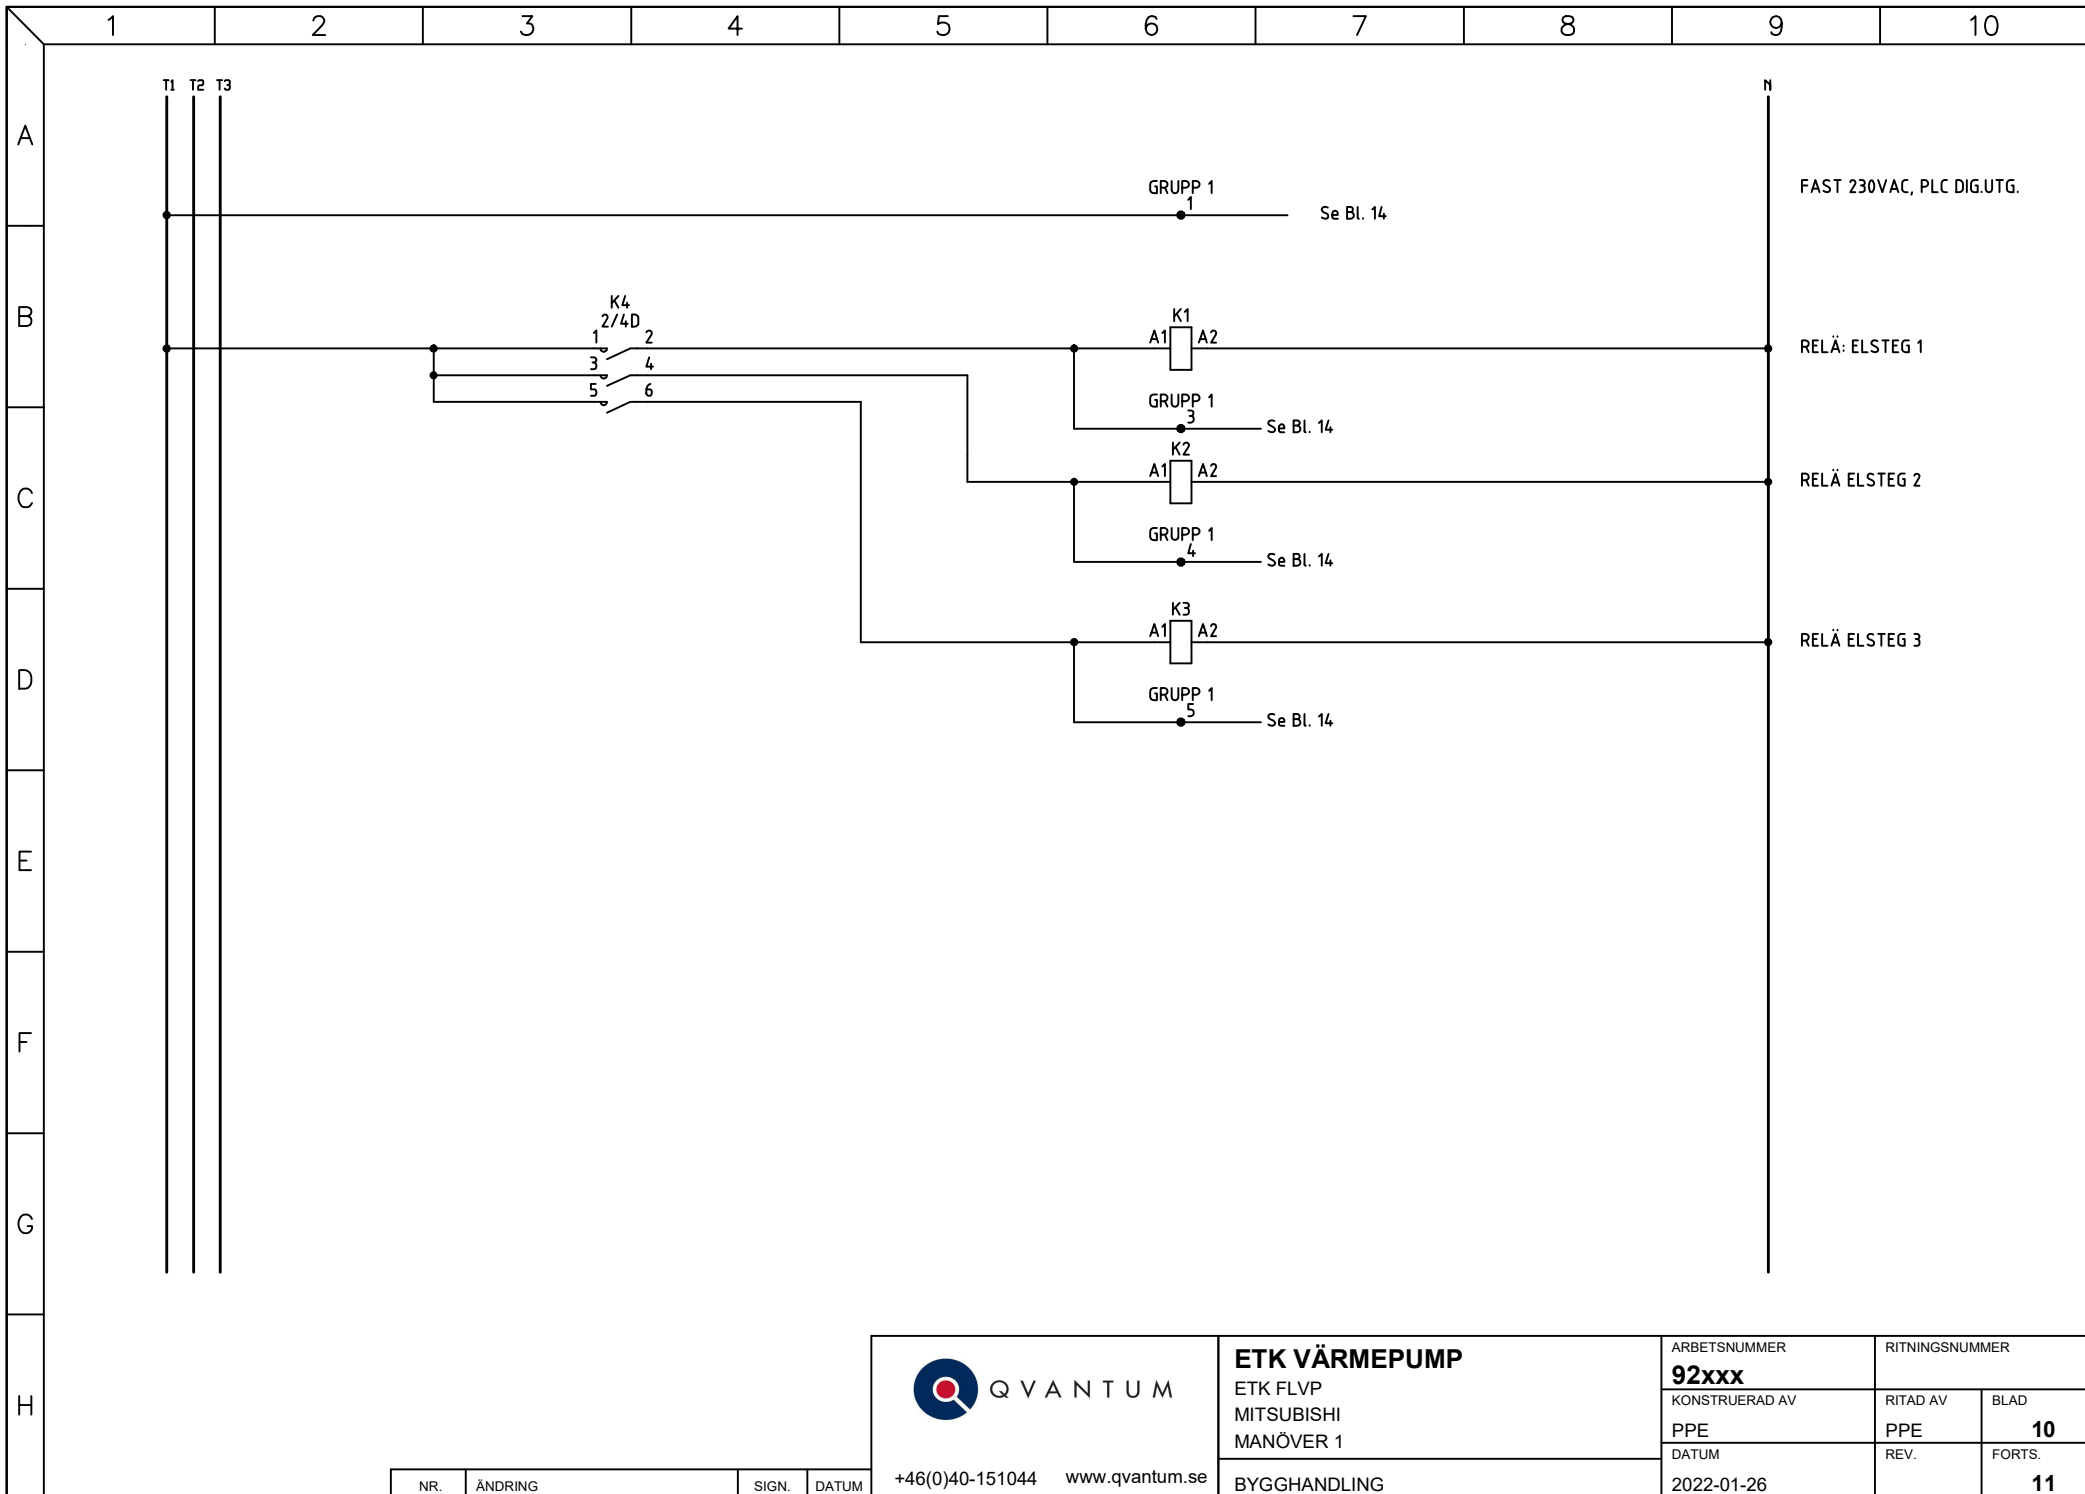 1 2 3 4 5 6 7 8 9 10
T1 T2 T3
N
A
GRUPP 1
1
Se Bl. 14
FAST 230VAC, PLC DIG.UTG.
B
K4
2/4D
1 2
3 4
5 6
K1
A1 A2
RELÄ: ELSTEG 1
GRUPP 1
3
Se Bl. 14
C
K2
A1 A2
RELÄ ELSTEG 2
GRUPP 1
4
Se Bl. 14
D
K3
A1 A2
RELÄ ELSTEG 3
GRUPP 1
5
Se Bl. 14
E
F
G
H
NR. ÄNDRING SIGN. DATUM
QVANTUM
+46(0)40-151044 www.qvantum.se
ETK VÄRMEPUMP
ETK FLVP
MITSUBISHI
MANÖVER 1
BYGGHANDLING
ARBETSNUMMER
92xxx
RITNINGSNUMMER
KONSTRUERAD AV
PPE
RITAD AV
PPE
BLAD
10
DATUM
2022-01-26
REV.
FORTS.
11